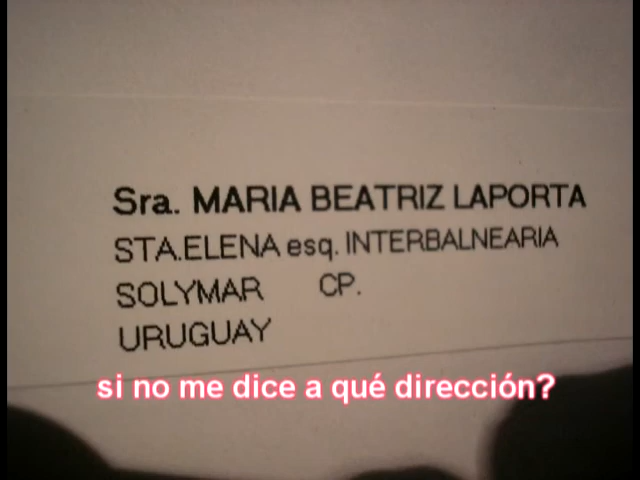 Sra. MARIA BEATRIZ LAPORTA
STA.ELENA esq. INTERBALNEARIA
SOLYMAR CP.
URUGUAY
si no me dice a qué dirección?